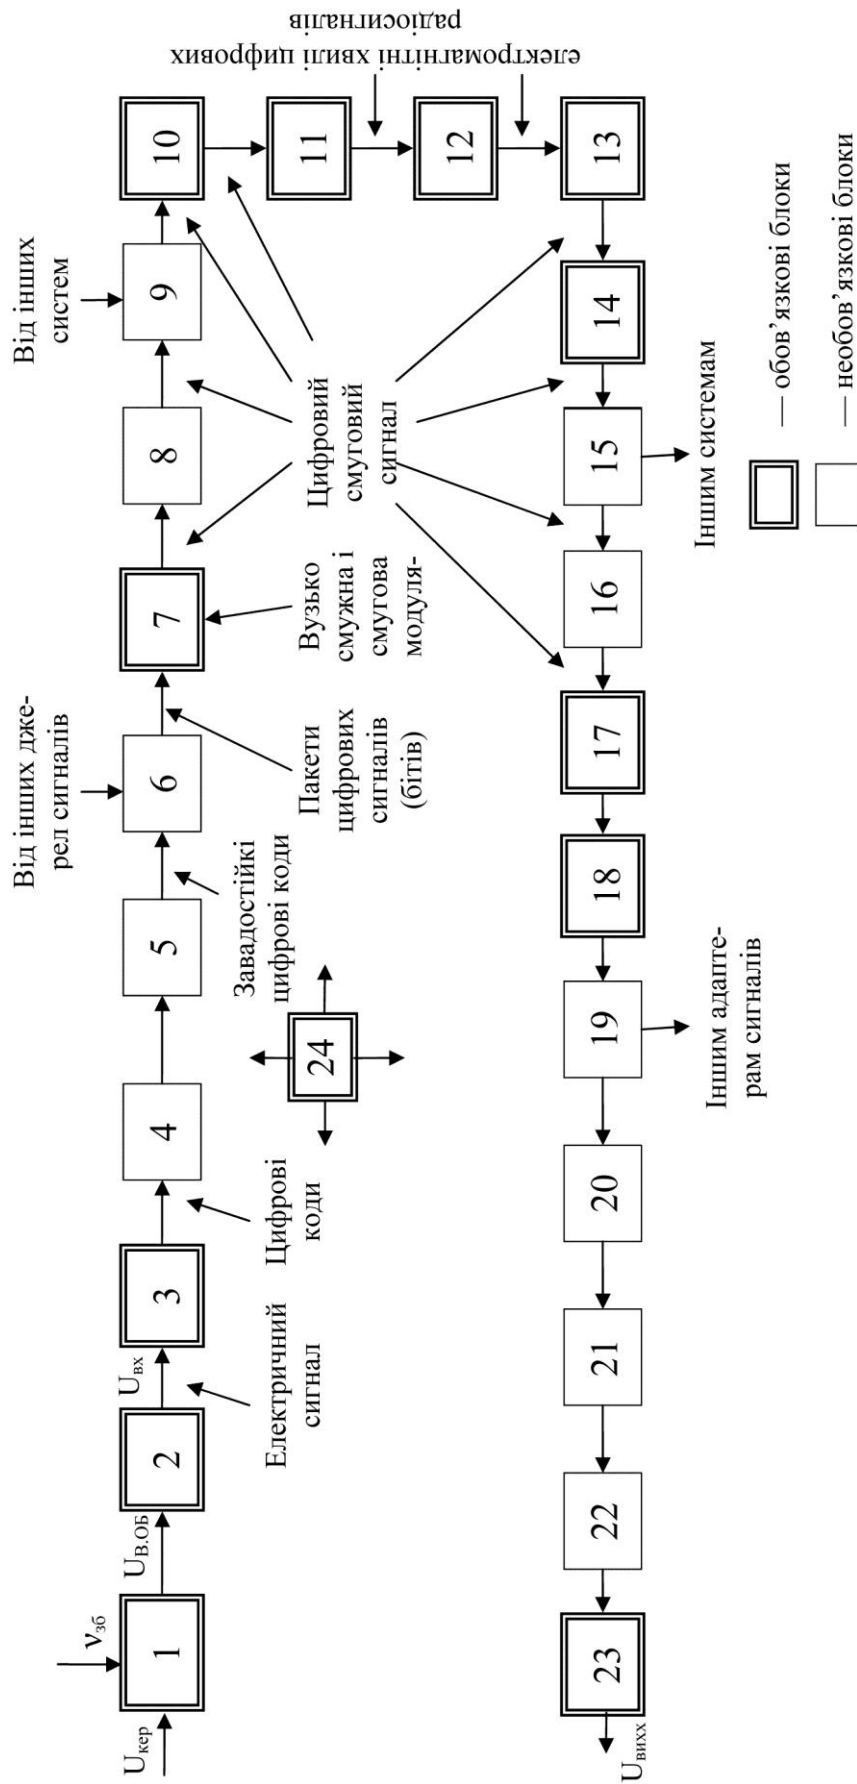 Від інших дже-
рел сигналів
Від інших
систем
ν_зб
U_кер
1
U_В.ОБ
2
U_вх
3
4
5
6
7
8
9
10
Електричний
сигнал
Цифрові
коди
Завадостійкі
цифрові коди
Пакети
цифрових
сигналів
(бітів)
Вузько
смужна і
смугова
модуля-
Цифровий
смуговий
сигнал
24
11
12
електромагнітні хвилі цифрових
радіосигналів
U_вихх
23
22
21
20
19
18
17
16
15
14
13
Іншим адапте-
рам сигналів
Іншим системам
— обов’язкові блоки
— необов’язкові блоки